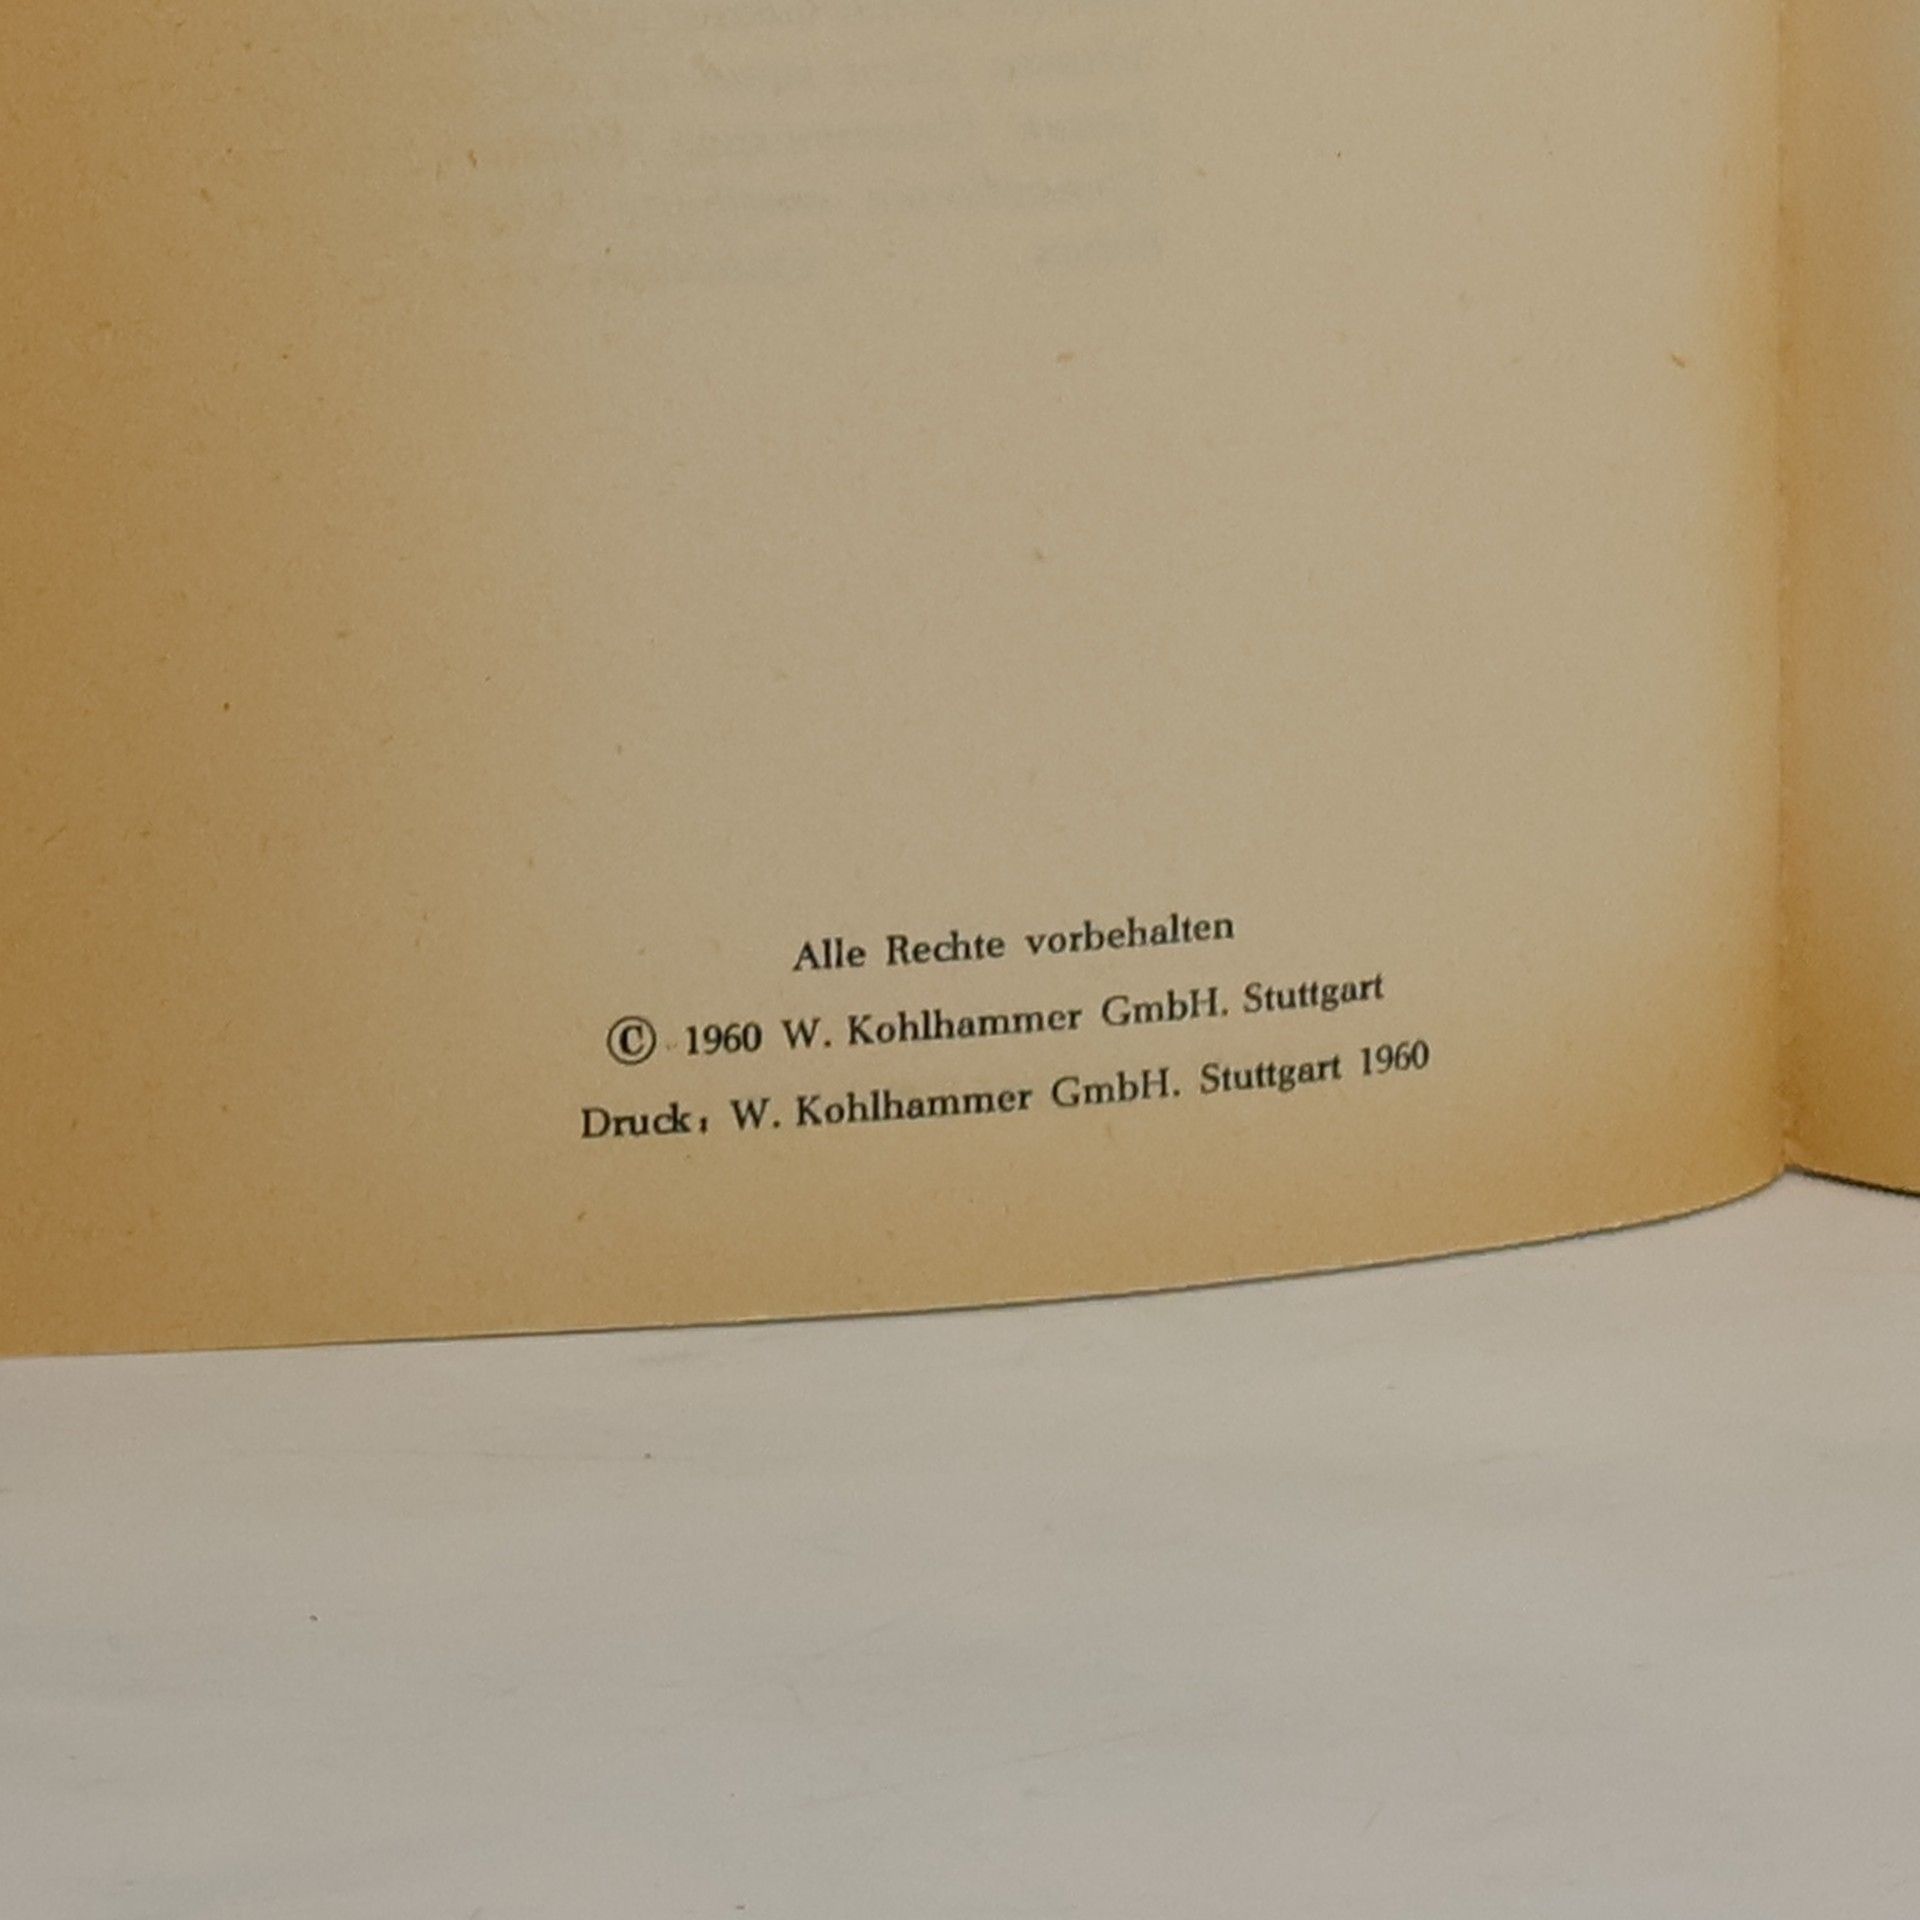 Alle Rechte vorbehalten
© 1960 W. Kohlhammer GmbH. Stuttgart
Druck: W. Kohlhammer GmbH. Stuttgart 1960